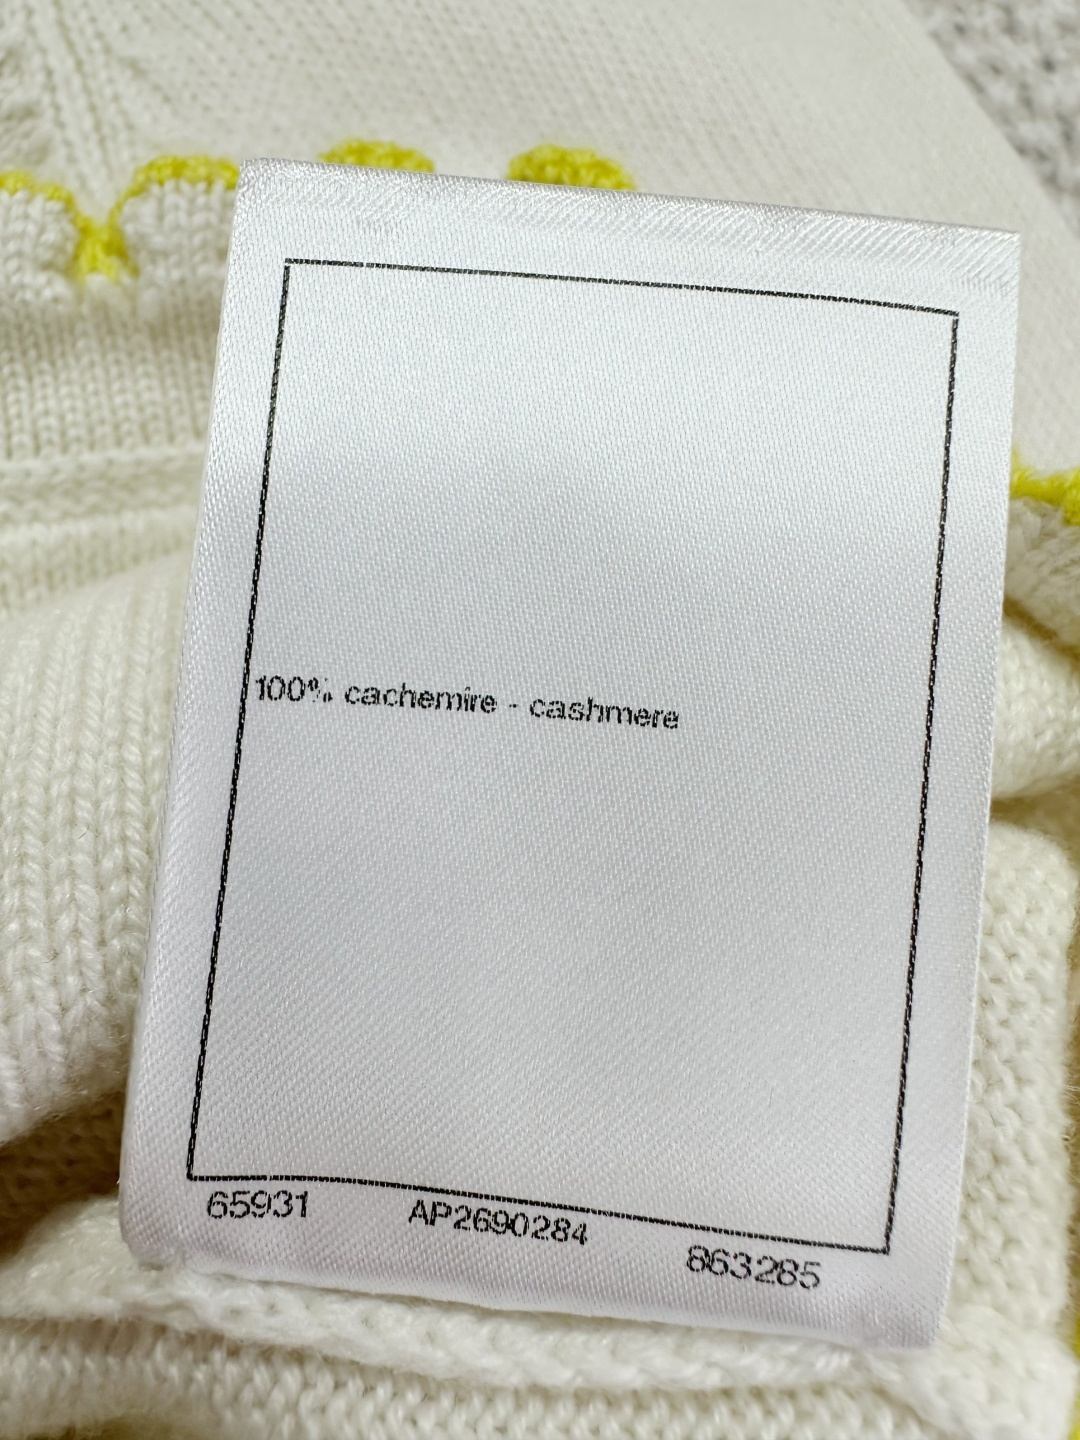 100% cachemire - cashmere
65931 AP2690284 863285